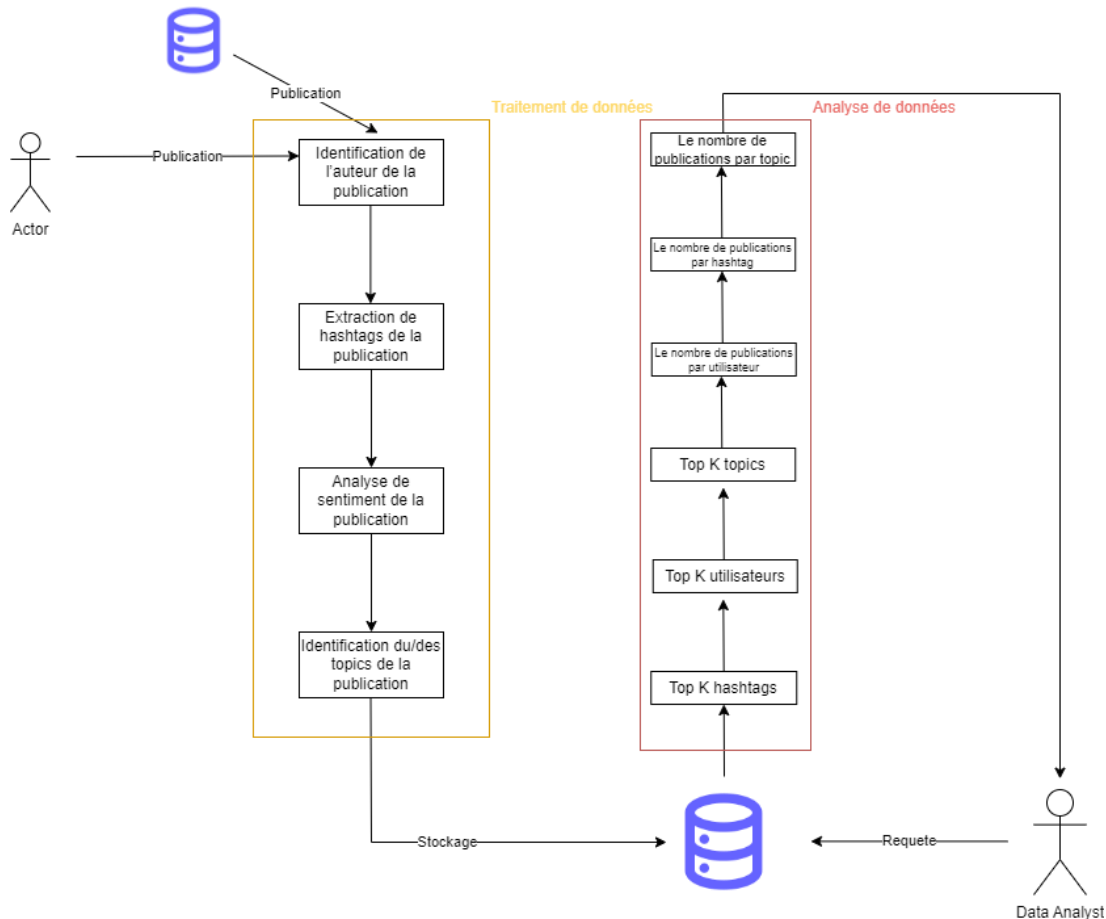 Publication
Traitement de données
Analyse de données
Publication
Actor
Identification de
l'auteur de la
publication
Extraction de
hashtags de la
publication
Analyse de
sentiment de la
publication
Identification du/des
topics de la
publication
Stockage
Le nombre de
publications par topic
Le nombre de publications
par hashtag
Le nombre de publications
par utilisateur
Top K topics
Top K utilisateurs
Top K hashtags
Requete
Data Analyst